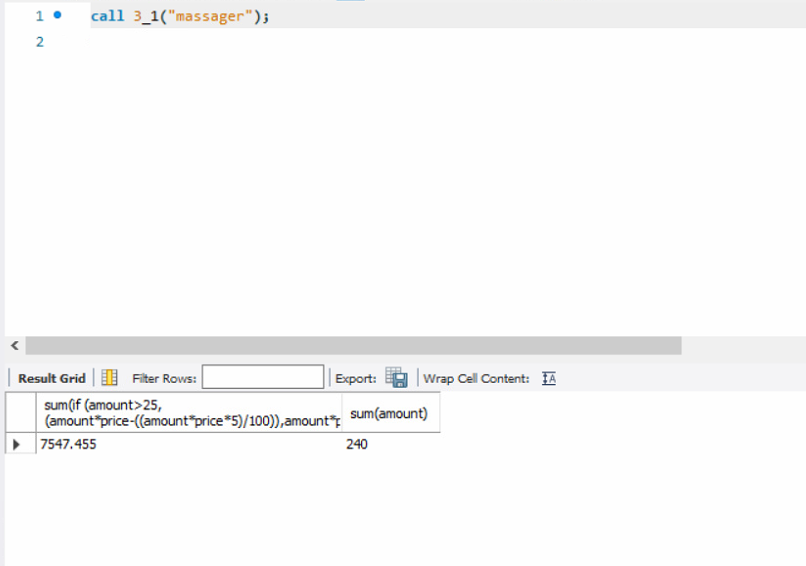 1 call 3_1("massager");
2
Result Grid Filter Rows: Export: Wrap Cell Content:
sum(if (amount>25,
(amount*price-((amount*price*5)/100)),amount*p sum(amount)
7547.455 240